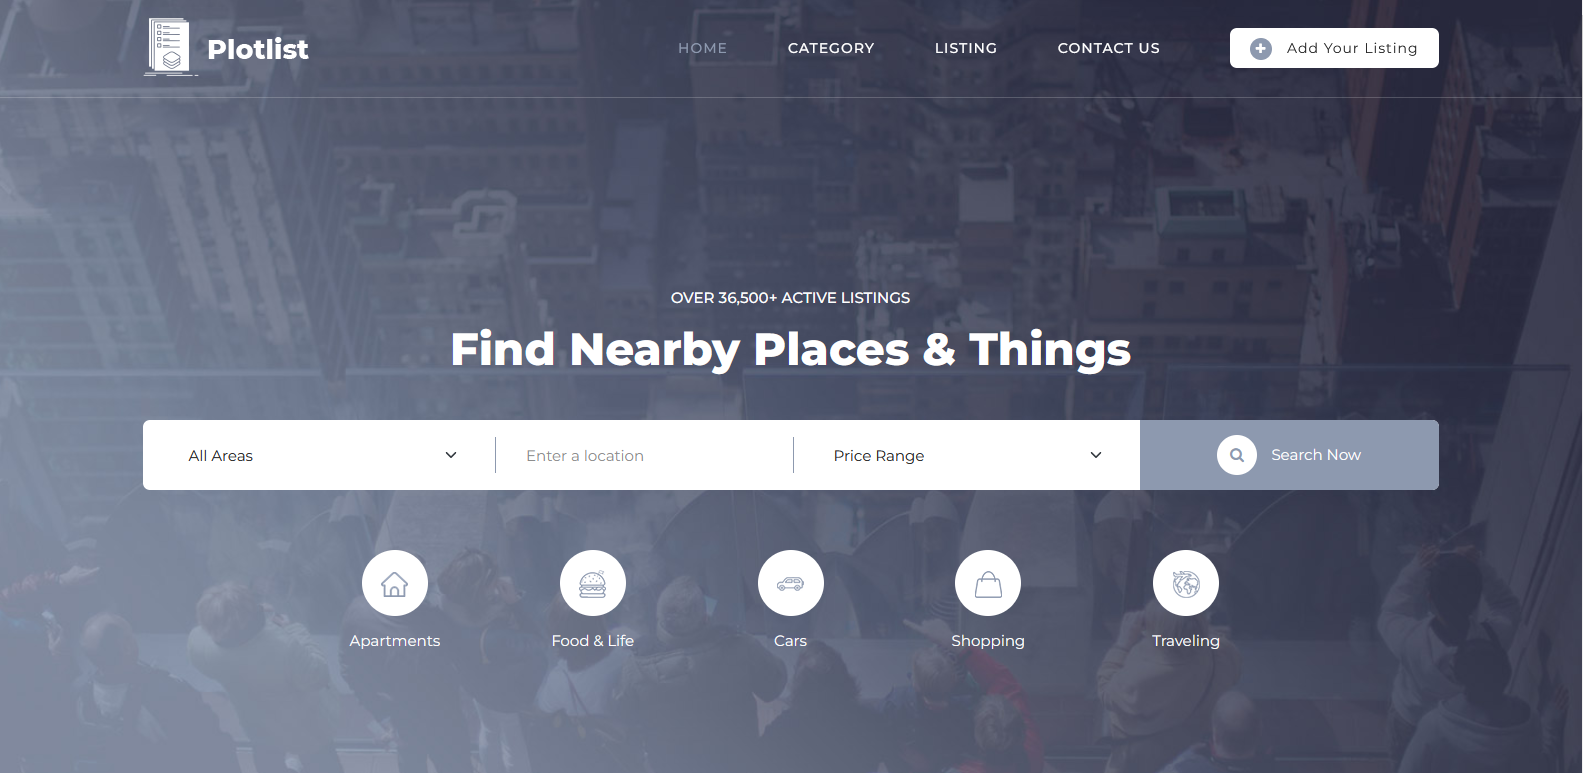 Plotlist
HOME
CATEGORY
LISTING
CONTACT US
Add Your Listing
OVER 36,500+ ACTIVE LISTINGS
Find Nearby Places & Things
All Areas
Enter a location
Price Range
Search Now
Apartments
Food & Life
Cars
Shopping
Traveling